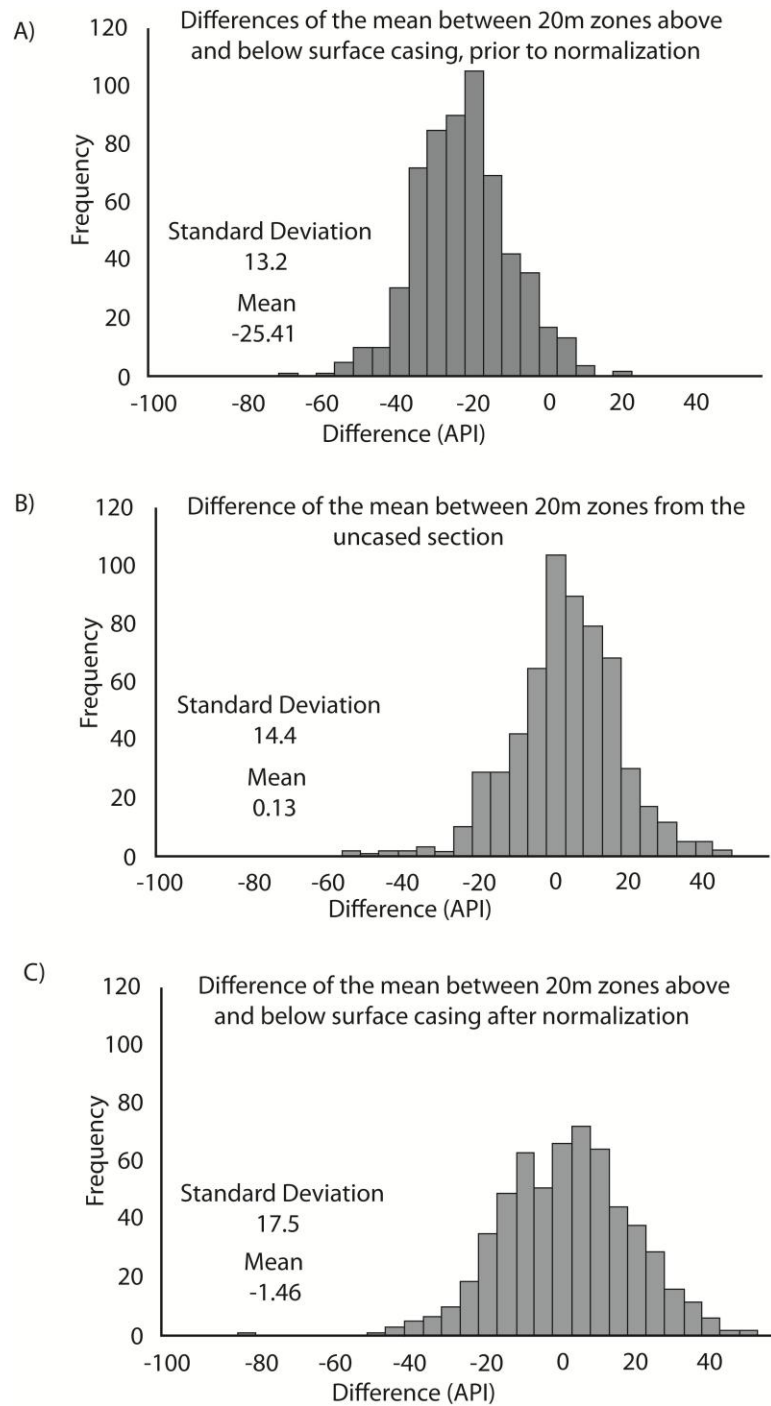 A)
Differences of the mean between 20m zones above
and below surface casing, prior to normalization
120
100
80
60
40
20
0
Frequency
Standard Deviation
13.2
Mean
-25.41
-100 -80 -60 -40 -20 0 20 40
Difference (API)
B)
Difference of the mean between 20m zones from the
uncased section
120
100
80
60
40
20
0
Frequency
Standard Deviation
14.4
Mean
0.13
-100 -80 -60 -40 -20 0 20 40
Difference (API)
C)
Difference of the mean between 20m zones above
and below surface casing after normalization
120
100
80
60
40
20
0
Frequency
Standard Deviation
17.5
Mean
-1.46
-100 -80 -60 -40 -20 0 20 40
Difference (API)